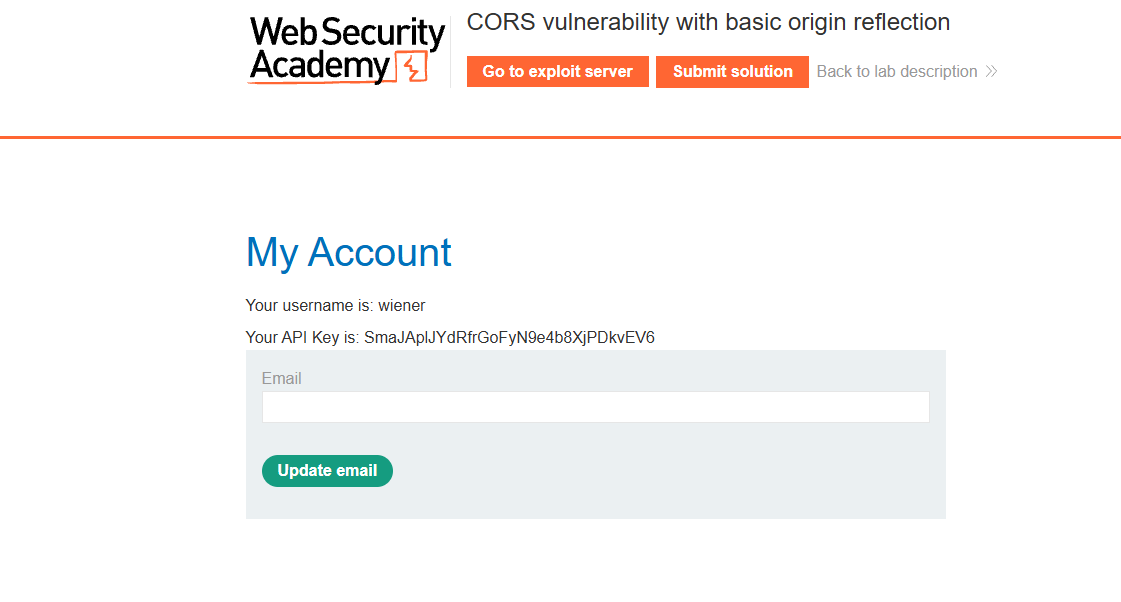 Web Security
Academy
CORS vulnerability with basic origin reflection
Go to exploit server
Submit solution
Back to lab description
My Account
Your username is: wiener
Your API Key is: SmaJAplJYdRfrGoFyN9e4b8XjPDkvEV6
Email
Update email